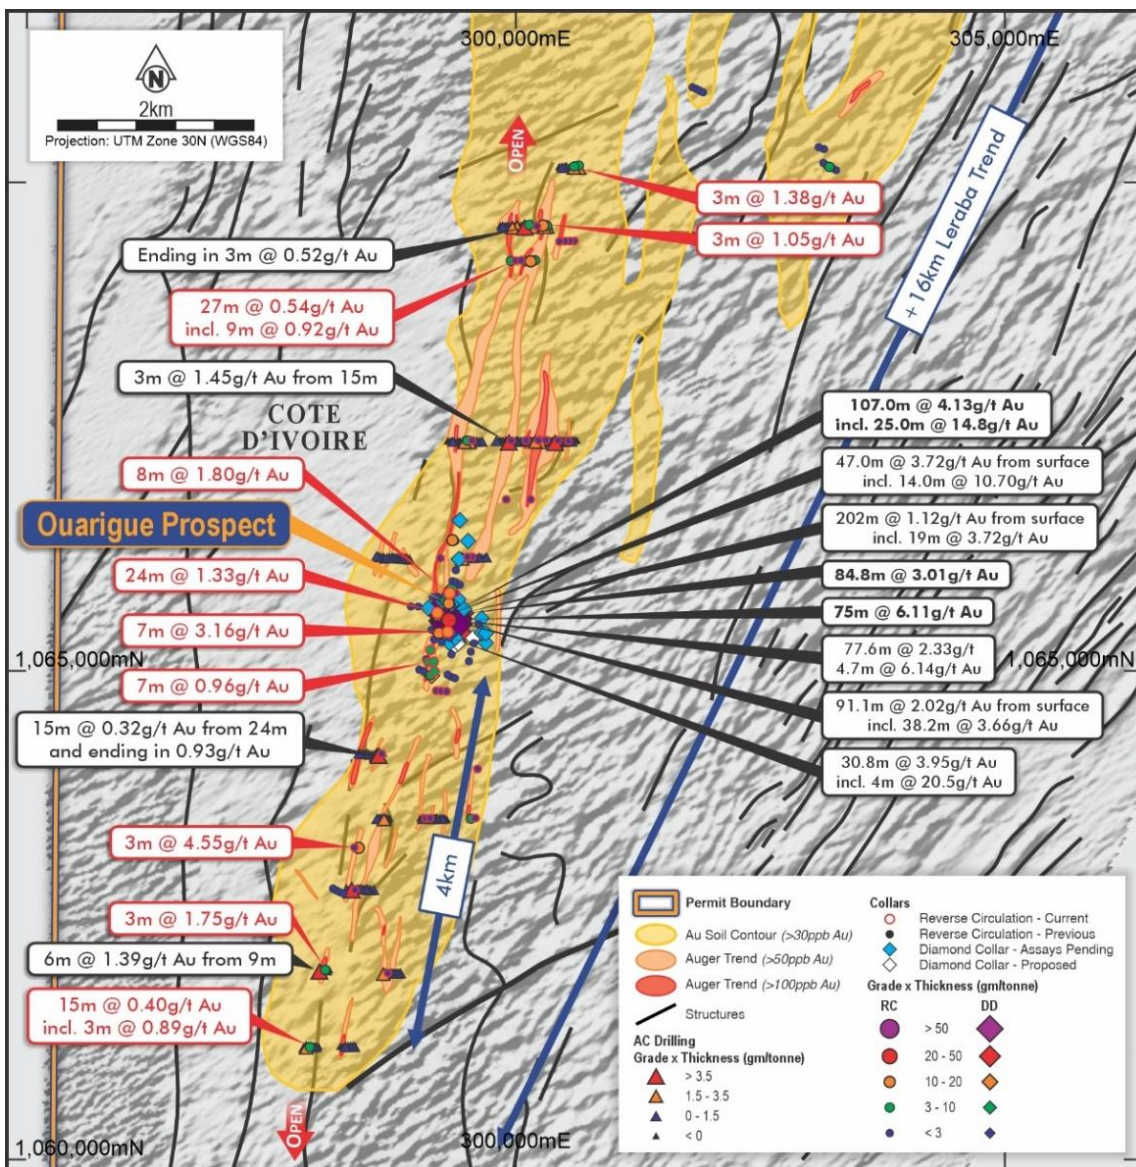 300,000mE
305,000mE
N
2km
Projection: UTM Zone 30N (WGS84)
OPEN
+16km Leraba Trend
3m @ 1.38g/t Au
3m @ 1.05g/t Au
Ending in 3m @ 0.52g/t Au
27m @ 0.54g/t Au
incl. 9m @ 0.92g/t Au
3m @ 1.45g/t Au from 15m
COTE
D'IVOIRE
8m @ 1.80g/t Au
Ouarigue Prospect
24m @ 1.33g/t Au
7m @ 3.16g/t Au
1,065,000mN
7m @ 0.96g/t Au
15m @ 0.32g/t Au from 24m
and ending in 0.93g/t Au
3m @ 4.55g/t Au
3m @ 1.75g/t Au
6m @ 1.39g/t Au from 9m
15m @ 0.40g/t Au
incl. 3m @ 0.89g/t Au
107.0m @ 4.13g/t Au
incl. 25.0m @ 14.8g/t Au
47.0m @ 3.72g/t Au from surface
incl. 14.0m @ 10.70g/t Au
202m @ 1.12g/t Au from surface
incl. 19m @ 3.72g/t Au
84.8m @ 3.01g/t Au
75m @ 6.11g/t Au
77.6m @ 2.33g/t
4.7m @ 6.14g/t Au
1,065,000mN
91.1m @ 2.02g/t Au from surface
incl. 38.2m @ 3.66g/t Au
30.8m @ 3.95g/t Au
incl. 4m @ 20.5g/t Au
4km
OPEN
1,060,000mN
300,000mE
Permit Boundary
Au Soil Contour (>30ppb Au)
Auger Trend (>50ppb Au)
Auger Trend (>100ppb Au)
Structures
AC Drilling
Grade x Thickness (gm/tonne)
> 3.5
1.5 - 3.5
0 - 1.5
< 0
Collars
Reverse Circulation - Current
Reverse Circulation - Previous
Diamond Collar - Assays Pending
Diamond Collar - Proposed
Grade x Thickness (gm/tonne)
RC
DD
> 50
20 - 50
10 - 20
3 - 10
< 3